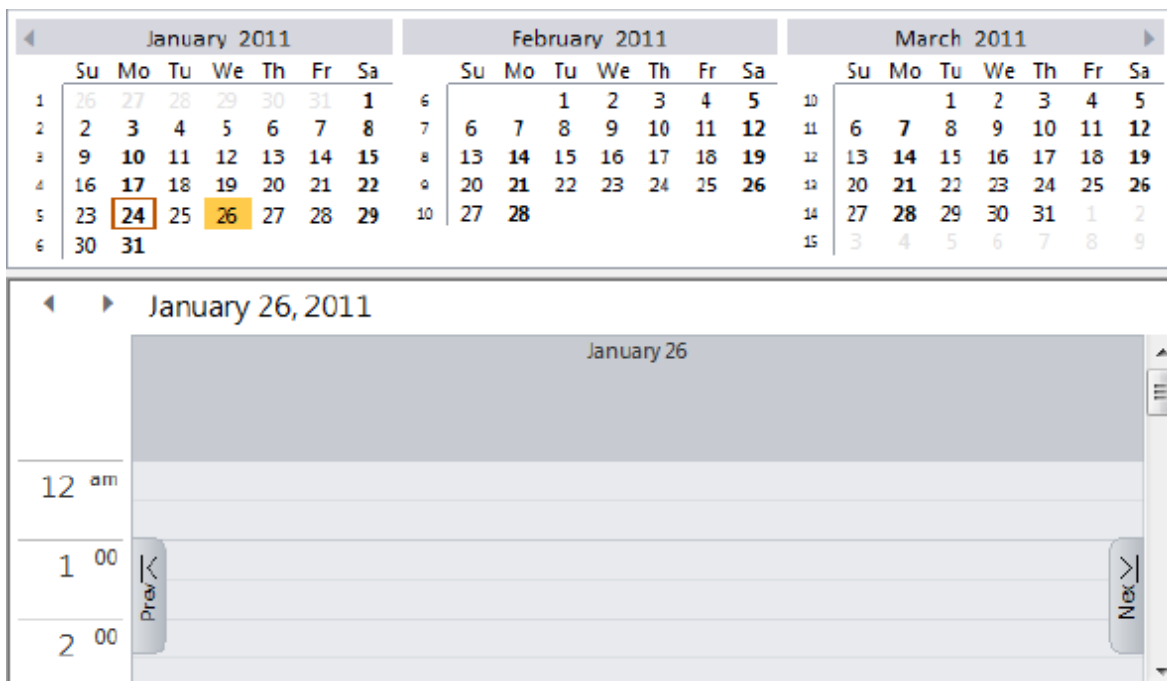 January 2011 February 2011 March 2011
Su Mo Tu We Th Fr Sa Su Mo Tu We Th Fr Sa Su Mo Tu We Th Fr Sa
1 26 27 28 29 30 31 1 6 1 2 3 4 5 10 1 2 3 4 5
2 2 3 4 5 6 7 8 7 6 7 8 9 10 11 12 11 6 7 8 9 10 11 12
3 9 10 11 12 13 14 15 8 13 14 15 16 17 18 19 12 13 14 15 16 17 18 19
4 16 17 18 19 20 21 22 9 20 21 22 23 24 25 26 13 20 21 22 23 24 25 26
5 23 24 25 26 27 28 29 10 27 28 14 27 28 29 30 31 1 2
6 30 31 15 3 4 5 6 7 8 9
January 26, 2011
January 26
12 am
1 00
Prev
Nex
2 00